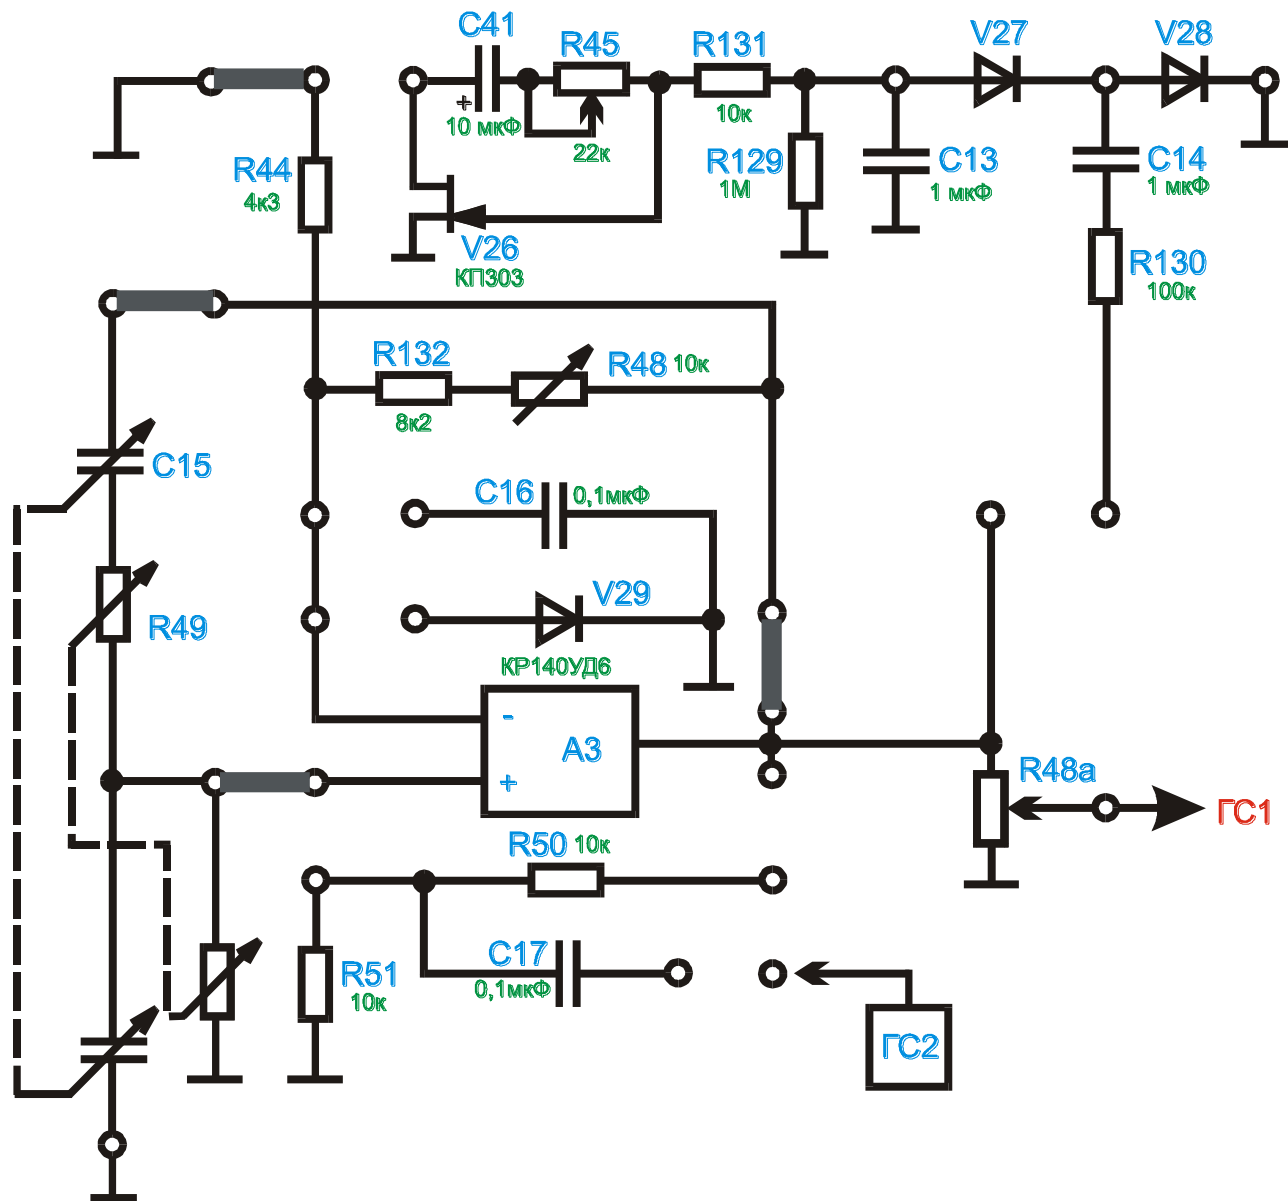 C41
R45
R131
V27
V28
+
10 мкФ
22к
10к
R44
4к3
R129
1М
C13
1 мкФ
C14
1 мкФ
V26
КП303
R130
100к
R132
8к2
R48 10к
C15
C16 0,1мкФ
R49
V29
КР140УД6
-
А3
+
R48a
ГС1
R50 10к
R51
10к
C17
0,1мкФ
ГС2